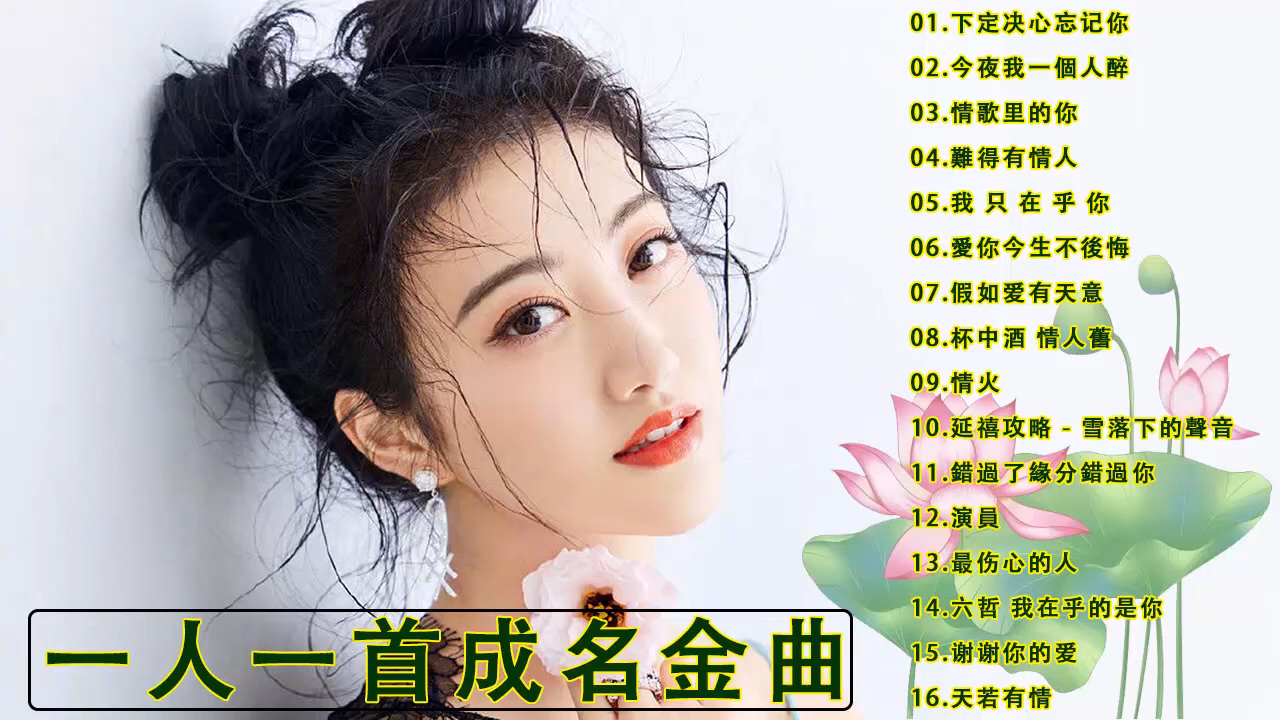 01.下定决心忘记你
02.今夜我一個人醉
03.情歌里的你
04.難得有情人
05.我 只 在 乎 你
06.愛你今生不後悔
07.假如爱有天意
08.杯中酒 情人舊
09.情火
10.延禧攻略 - 雪落下的聲音
11.錯過了緣分錯過你
12.演員
13.最伤心的人
14.六哲 我在乎的是你
15.谢谢你的爱
16.天若有情
一人一首成名金曲